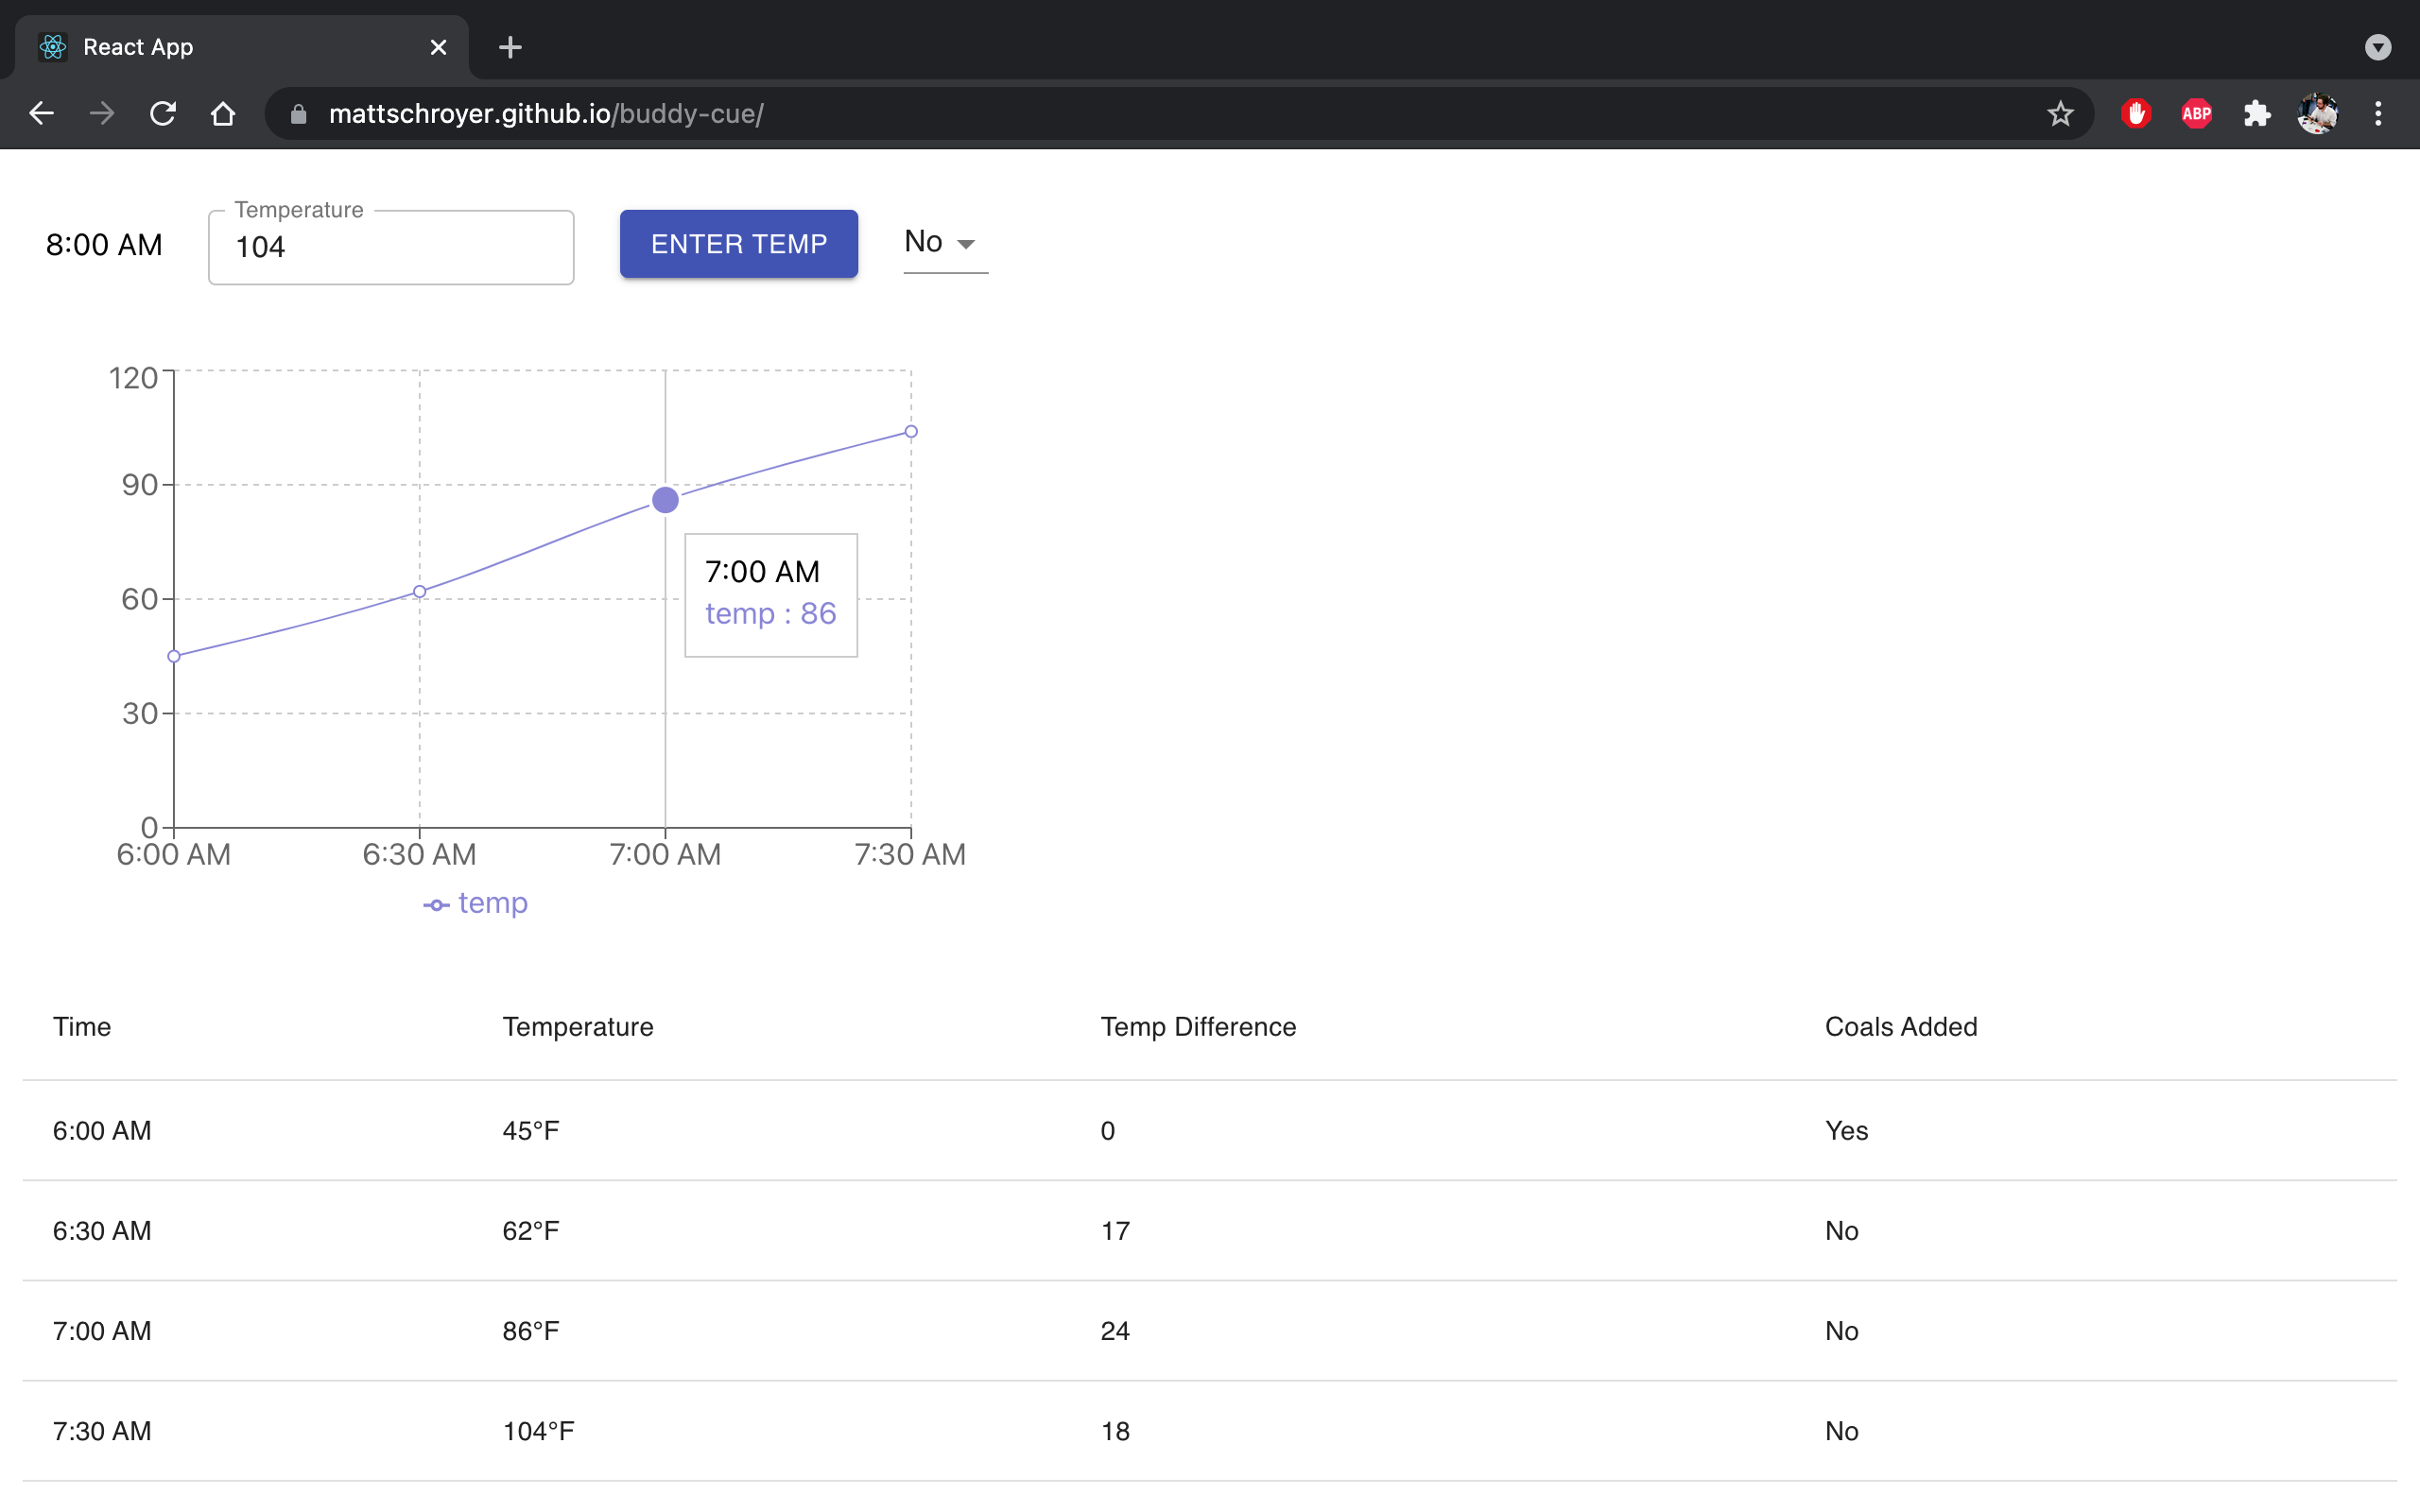 React App
mattschroyer.github.io/buddy-cue/
ABP
Temperature
8:00 AM
104
ENTER TEMP
No
120
90
60
30
0
7:00 AM
temp : 86
6:00 AM 6:30 AM 7:00 AM 7:30 AM
temp
Time Temperature Temp Difference Coals Added
6:00 AM 45°F 0 Yes
6:30 AM 62°F 17 No
7:00 AM 86°F 24 No
7:30 AM 104°F 18 No